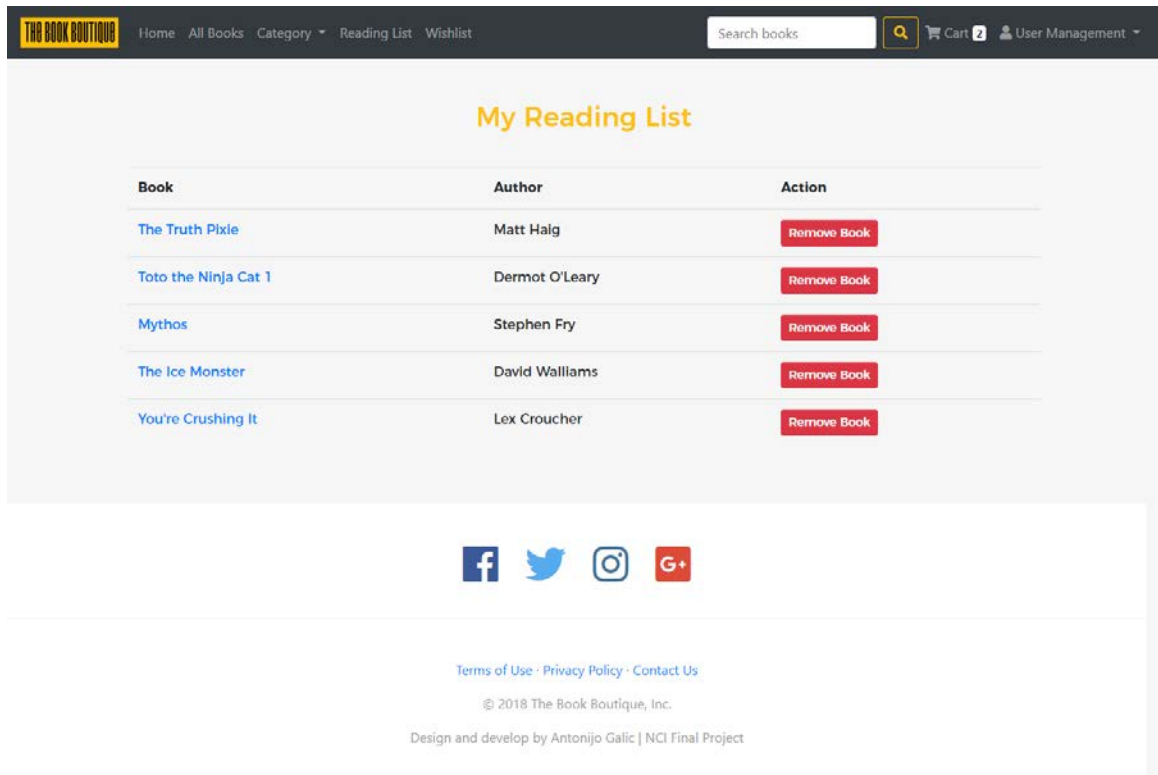 THE BOOK BOUTIQUE Home All Books Category Reading List Wishlist Search books Cart 2 User Management
My Reading List
Book Author Action
The Truth Pixie Matt Haig Remove Book
Toto the Ninja Cat 1 Dermot O'Leary Remove Book
Mythos Stephen Fry Remove Book
The Ice Monster David Walliams Remove Book
You're Crushing It Lex Croucher Remove Book
f G+
Terms of Use · Privacy Policy · Contact Us
© 2018 The Book Boutique, Inc.
Design and develop by Antonijo Galic | NCI Final Project